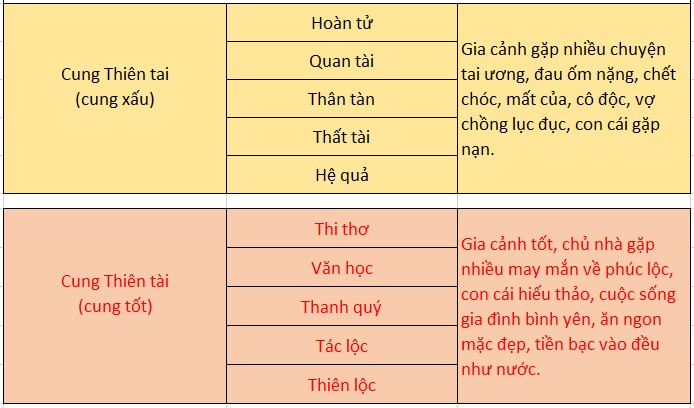 Cung Thiên tai
(cung xấu)
Hoàn tử
Quan tài
Thân tàn
Thất tài
Hệ quả
Gia cảnh gặp nhiều chuyện
tai ương, đau ốm nặng, chết
chóc, mất của, cô độc, vợ
chồng lục đục, con cái gặp
nạn.
Cung Thiên tài
(cung tốt)
Thi thơ
Văn học
Thanh quý
Tác lộc
Thiên lộc
Gia cảnh tốt, chủ nhà gặp
nhiều may mắn về phúc lộc,
con cái hiếu thảo, cuộc sống
gia đình bình yên, ăn ngon
mặc đẹp, tiền bạc vào đều
như nước.